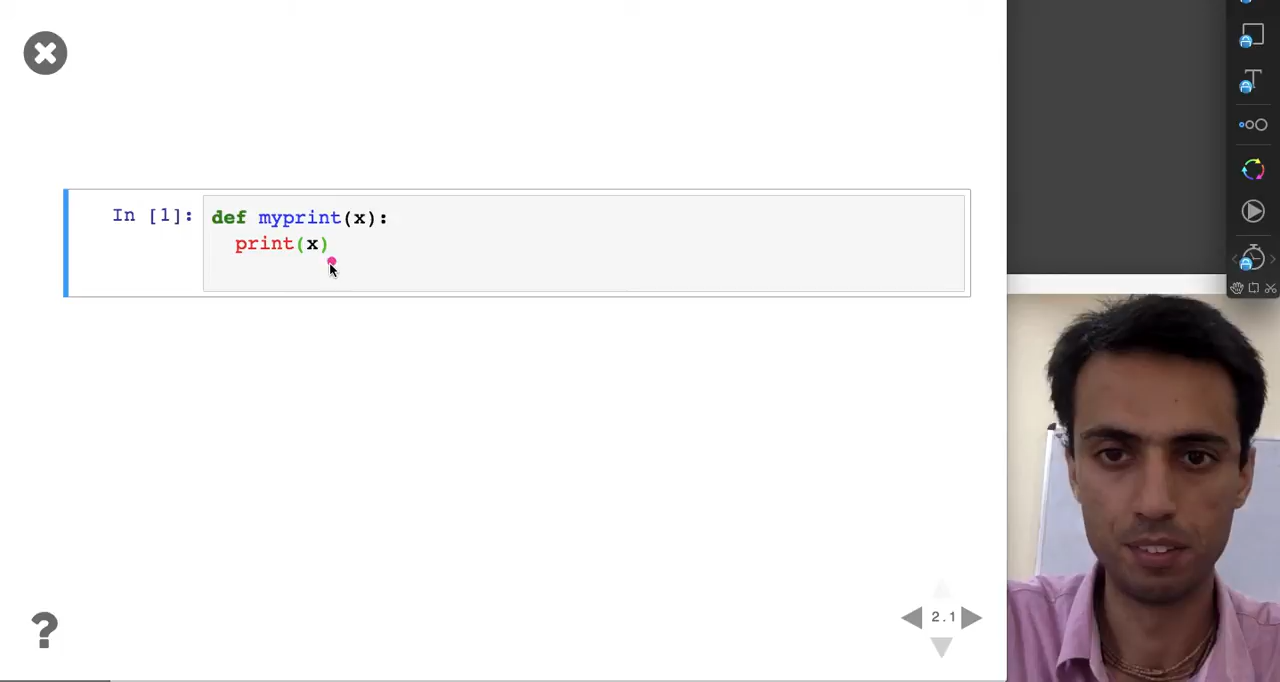 In [1]:
def myprint(x):
print(x)
?
2.1
T